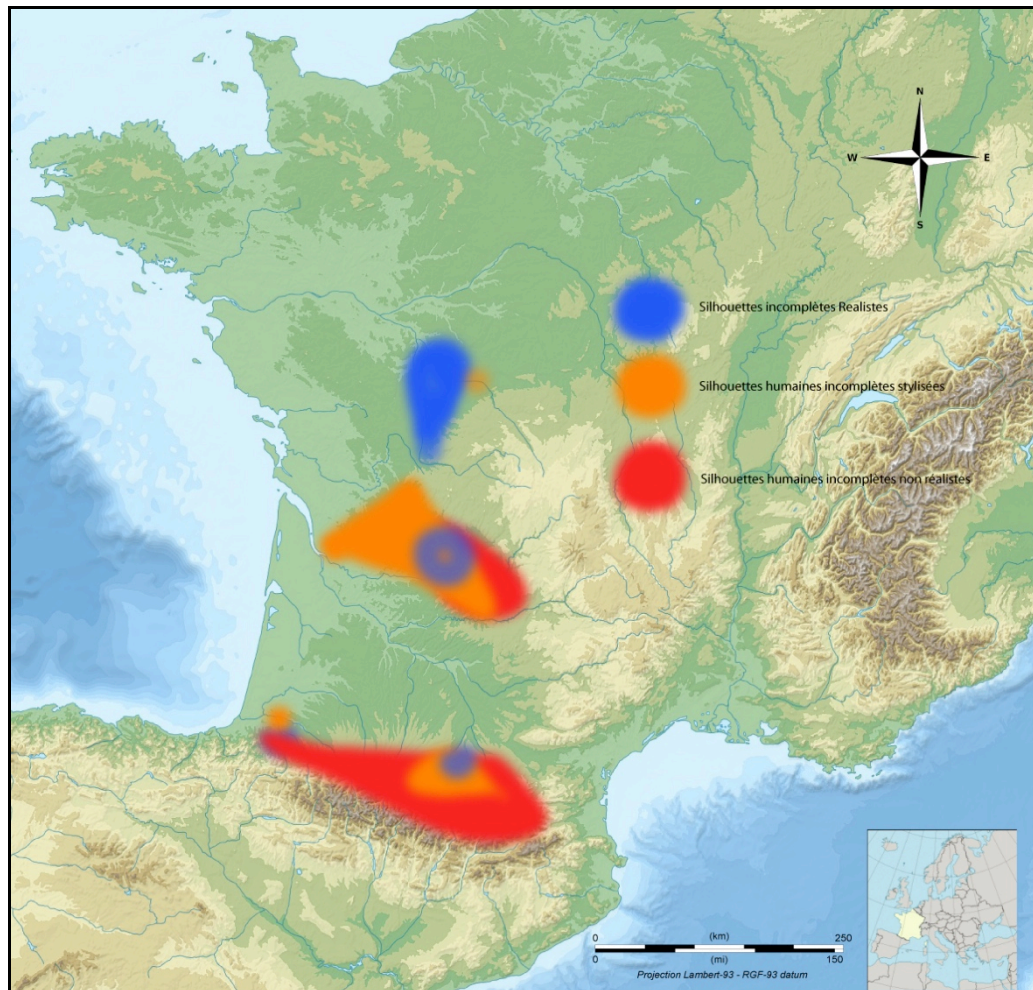 N
W E
S
Silhouettes incomplètes Realistes
Silhouettes humaines incomplètes stylisées
Silhouettes humaines incomplètes non réalistes
0 (km) 250
0 (mi) 150
Projection Lambert-93 - RGF-93 datum